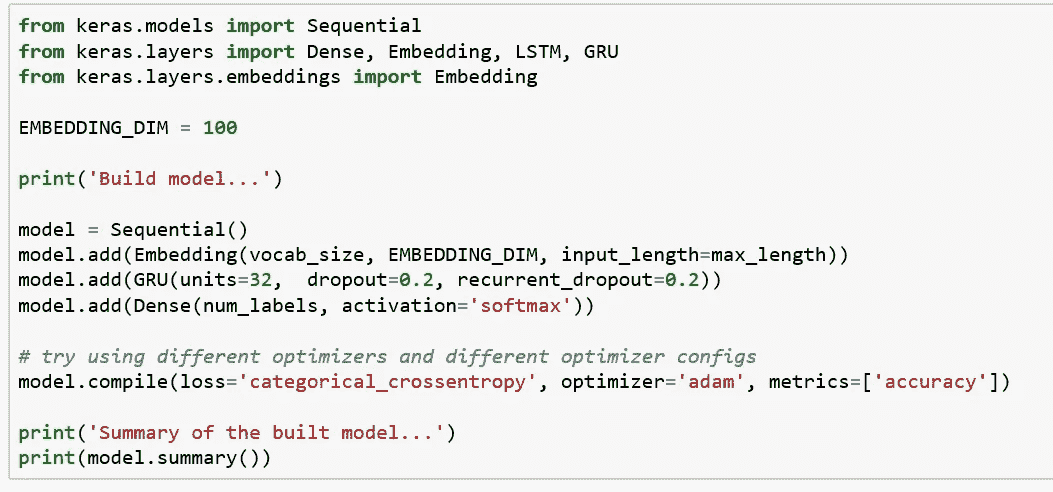 from keras.models import Sequential
from keras.layers import Dense, Embedding, LSTM, GRU
from keras.layers.embeddings import Embedding
EMBEDDING_DIM = 100
print('Build model...')
model = Sequential()
model.add(Embedding(vocab_size, EMBEDDING_DIM, input_length=max_length))
model.add(GRU(units=32,  dropout=0.2, recurrent_dropout=0.2))
model.add(Dense(num_labels, activation='softmax'))
# try using different optimizers and different optimizer configs
model.compile(loss='categorical_crossentropy', optimizer='adam', metrics=['accuracy'])
print('Summary of the built model...')
print(model.summary())